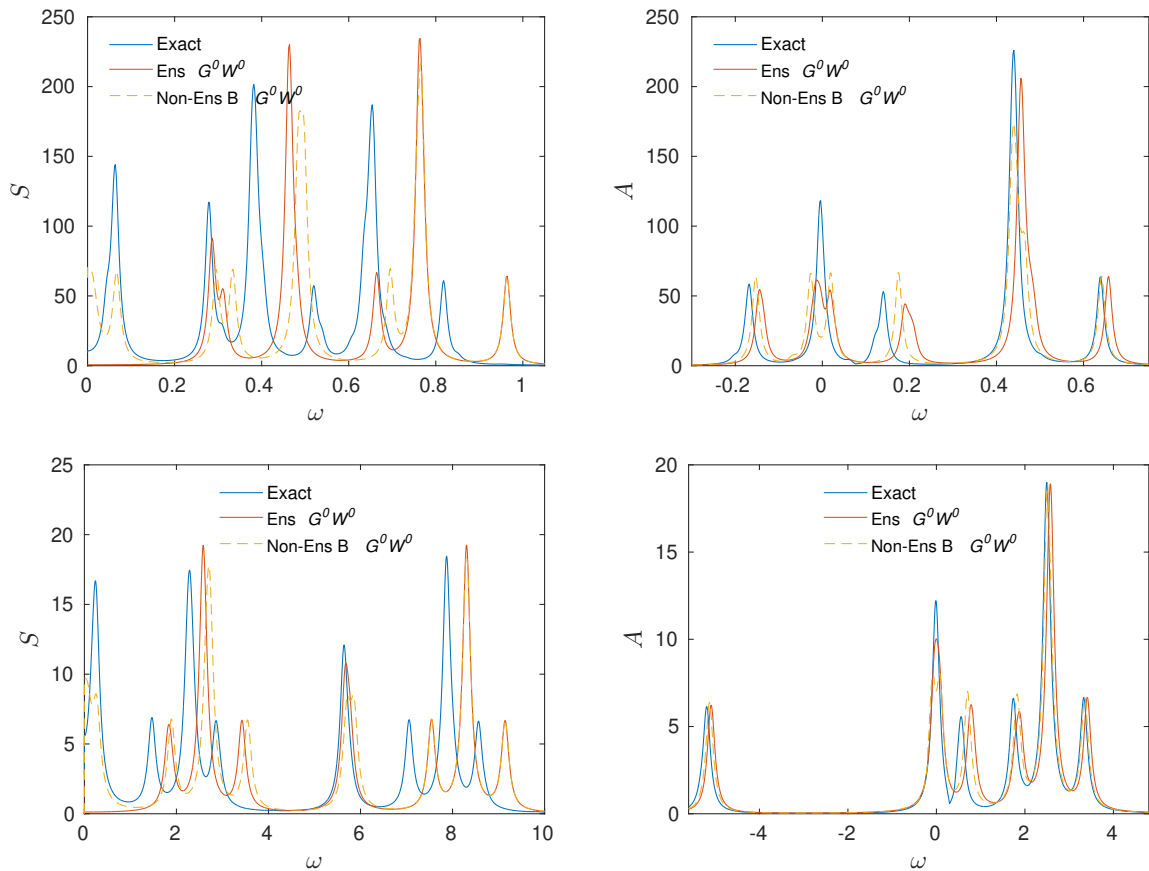 250
200
150
100
50
0
S
Exact
Ens G⁰W⁰
Non-Ens B G⁰W⁰
0 0.2 0.4 0.6 0.8 1
ω
250
200
150
100
50
0
A
Exact
Ens G⁰W⁰
Non-Ens B G⁰W⁰
-0.2 0 0.2 0.4 0.6
ω
25
20
15
10
5
0
S
Exact
Ens G⁰W⁰
Non-Ens B G⁰W⁰
0 2 4 6 8 10
ω
20
15
10
5
0
A
Exact
Ens G⁰W⁰
Non-Ens B G⁰W⁰
-4 -2 0 2 4
ω